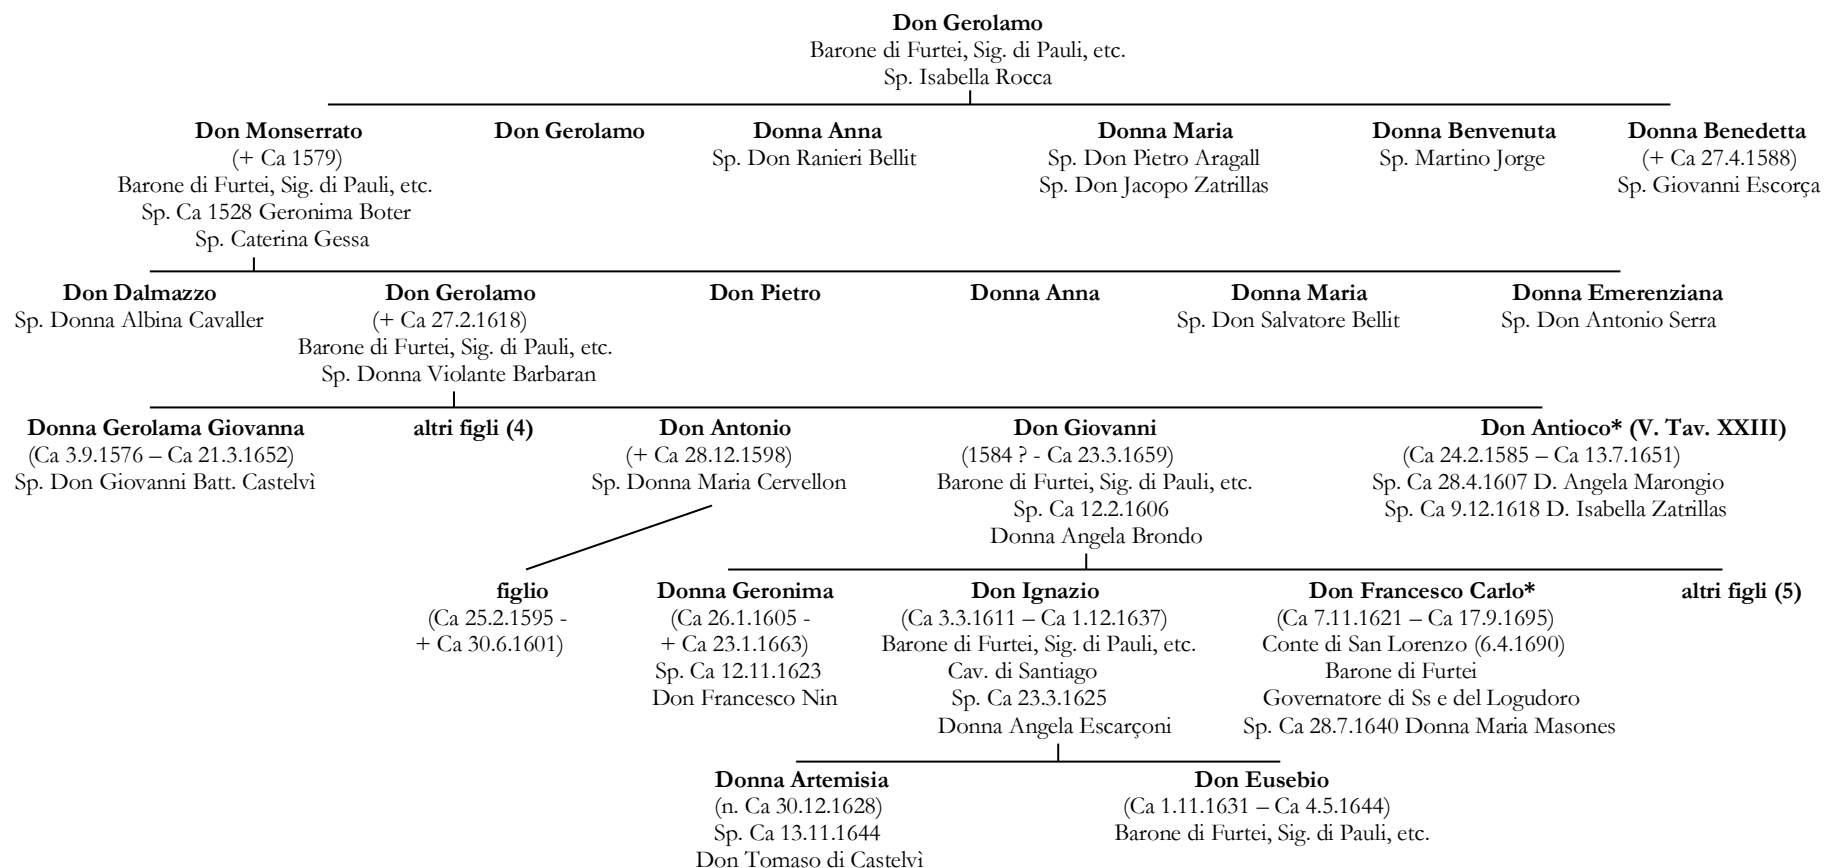 Don Gerolamo
Barone di Furtei, Sig. di Pauli, etc.
Sp. Isabella Rocca
Don Monserrato
(+ Ca 1579)
Barone di Furtei, Sig. di Pauli, etc.
Sp. Ca 1528 Geronima Boter
Sp. Caterina Gessa
Don Gerolamo
Donna Anna
Sp. Don Ranieri Bellit
Donna Maria
Sp. Don Pietro Aragall
Sp. Don Jacopo Zatrillas
Donna Benvenuta
Sp. Martino Jorge
Donna Benedetta
(+ Ca 27.4.1588)
Sp. Giovanni Escorça
Don Dalmazzo
Sp. Donna Albina Cavaller
Don Gerolamo
(+ Ca 27.2.1618)
Barone di Furtei, Sig. di Pauli, etc.
Sp. Donna Violante Barbaran
Don Pietro
Donna Anna
Donna Maria
Sp. Don Salvatore Bellit
Donna Emerenziana
Sp. Don Antonio Serra
Donna Gerolama Giovanna
(Ca 3.9.1576 – Ca 21.3.1652)
Sp. Don Giovanni Batt. Castelvì
altri figli (4)
Don Antonio
(+ Ca 28.12.1598)
Sp. Donna Maria Cervellon
Don Giovanni
(1584 ? - Ca 23.3.1659)
Barone di Furtei, Sig. di Pauli, etc.
Sp. Ca 12.2.1606
Donna Angela Brondo
Don Antioco* (V. Tav. XXIII)
(Ca 24.2.1585 – Ca 13.7.1651)
Sp. Ca 28.4.1607 D. Angela Marongio
Sp. Ca 9.12.1618 D. Isabella Zatrillas
figlio
(Ca 25.2.1595 -
+ Ca 30.6.1601)
Donna Geronima
(Ca 26.1.1605 -
+ Ca 23.1.1663)
Sp. Ca 12.11.1623
Don Francesco Nin
Don Ignazio
(Ca 3.3.1611 – Ca 1.12.1637)
Barone di Furtei, Sig. di Pauli, etc.
Cav. di Santiago
Sp. Ca 23.3.1625
Donna Angela Escarçoni
Don Francesco Carlo*
(Ca 7.11.1621 – Ca 17.9.1695)
Conte di San Lorenzo (6.4.1690)
Barone di Furtei
Governatore di Ss e del Logudoro
Sp. Ca 28.7.1640 Donna Maria Masones
altri figli (5)
Donna Artemisia
(n. Ca 30.12.1628)
Sp. Ca 13.11.1644
Don Tomaso di Castelvì
Don Eusebio
(Ca 1.11.1631 – Ca 4.5.1644)
Barone di Furtei, Sig. di Pauli, etc.